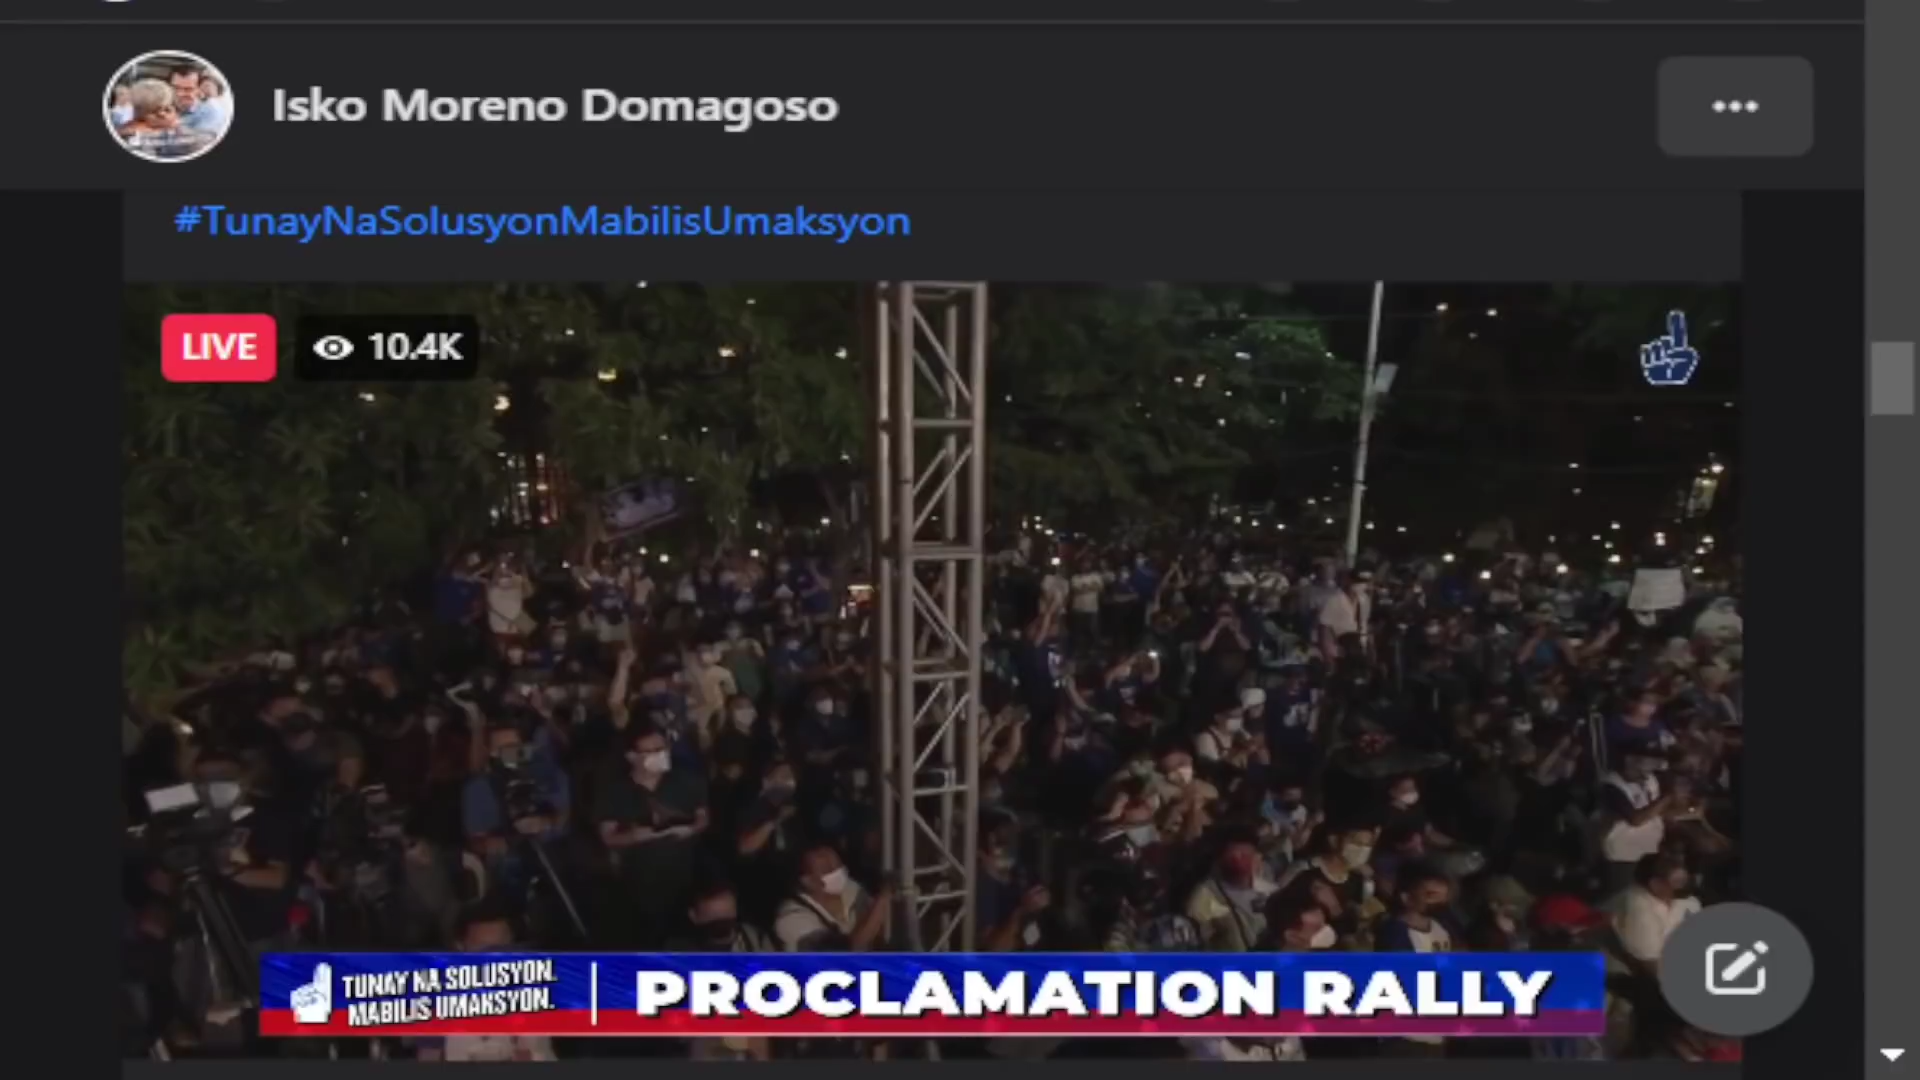 Isko Moreno Domagoso
#TunayNaSolusyonMabilisUmaksyon
LIVE
10.4K
TUNAY NA SOLUSYON.
MABILIS UMAKSYON.
PROCLAMATION RALLY